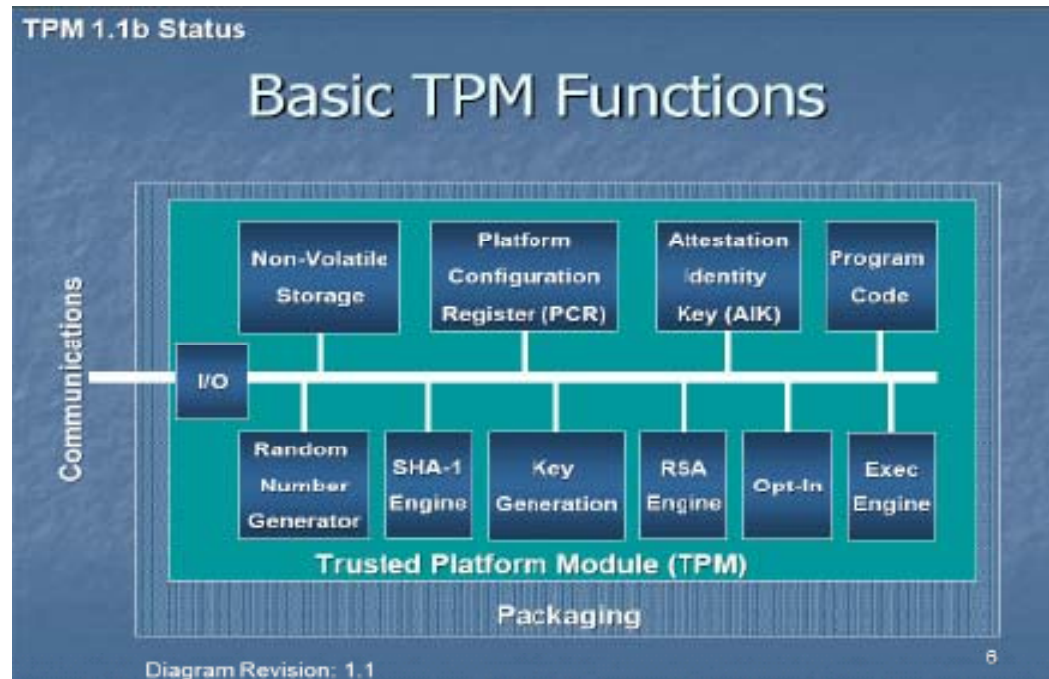 TPM 1.1b Status
Basic TPM Functions
Communications
I/O
Non-Volatile
Storage
Platform
Configuration
Register (PCR)
Attestation
Identity
Key (AIK)
Program
Code
Random
Number
Generator
SHA-1
Engine
Key
Generation
RSA
Engine
Opt-In
Exec
Engine
Trusted Platform Module (TPM)
Packaging
Diagram Revision: 1.1
6